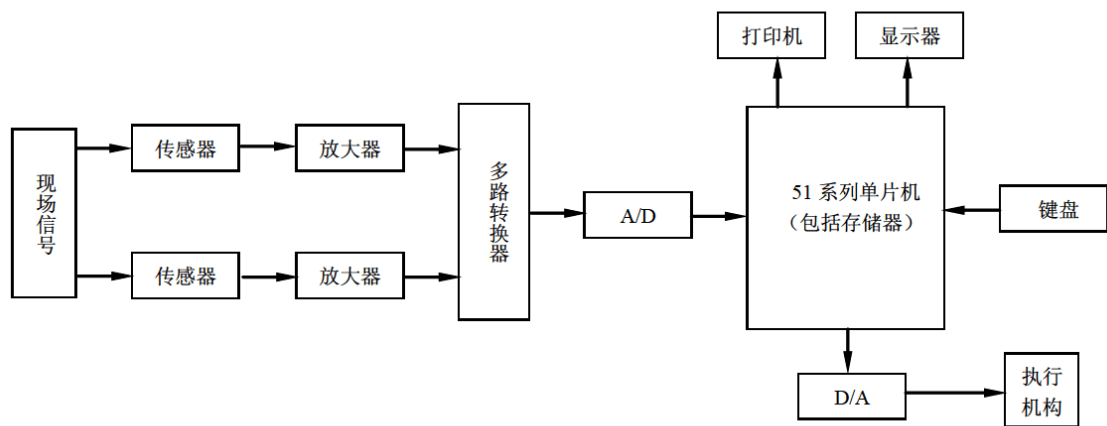 打印机
显示器
现场信号
传感器
放大器
多路转换器
A/D
51 系列单片机
（包括存储器）
键盘
传感器
放大器
D/A
执行
机构